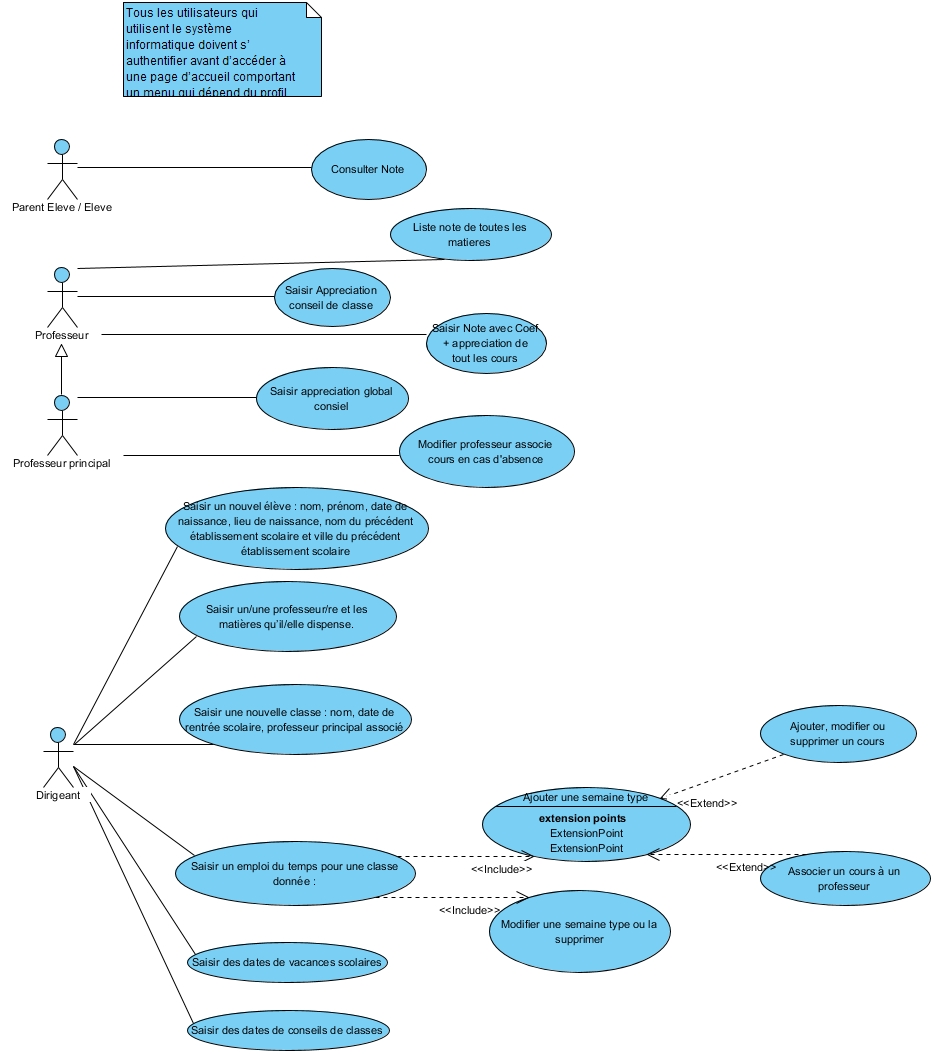 Tous les utilisateurs qui
utilisent le système
informatique doivent s'
authentifier avant d'accéder à
une page d'accueil comportant
un menu qui dépend du profil
Consulter Note
Parent Eleve / Eleve
Liste note de toutes les
matieres
Saisir Appreciation
conseil de classe
Professeur
Saisir Note avec Coef
+ appreciation de
tout les cours
Saisir appreciation global
consiel
Professeur principal
Modifier professeur associe
cours en cas d'absence
Saisir un nouvel élève : nom, prénom, date de
naissance, lieu de naissance, nom du précédent
établissement scolaire et ville du précédent
établissement scolaire
Saisir un/une professeur/re et les
matières qu'il/elle dispense.
Saisir une nouvelle classe : nom, date de
rentrée scolaire, professeur principal associé
Ajouter, modifier ou
supprimer un cours
Dirigeant
Ajouter une semaine type
<<Extend>>
extension points
ExtensionPoint
ExtensionPoint
Saisir un emploi du temps pour une classe
donnée :
<<Include>>
<<Extend>>
Associer un cours à un
professeur
<<Include>>
Modifier une semaine type ou la
supprimer
Saisir des dates de vacances scolaires
Saisir des dates de conseils de classes